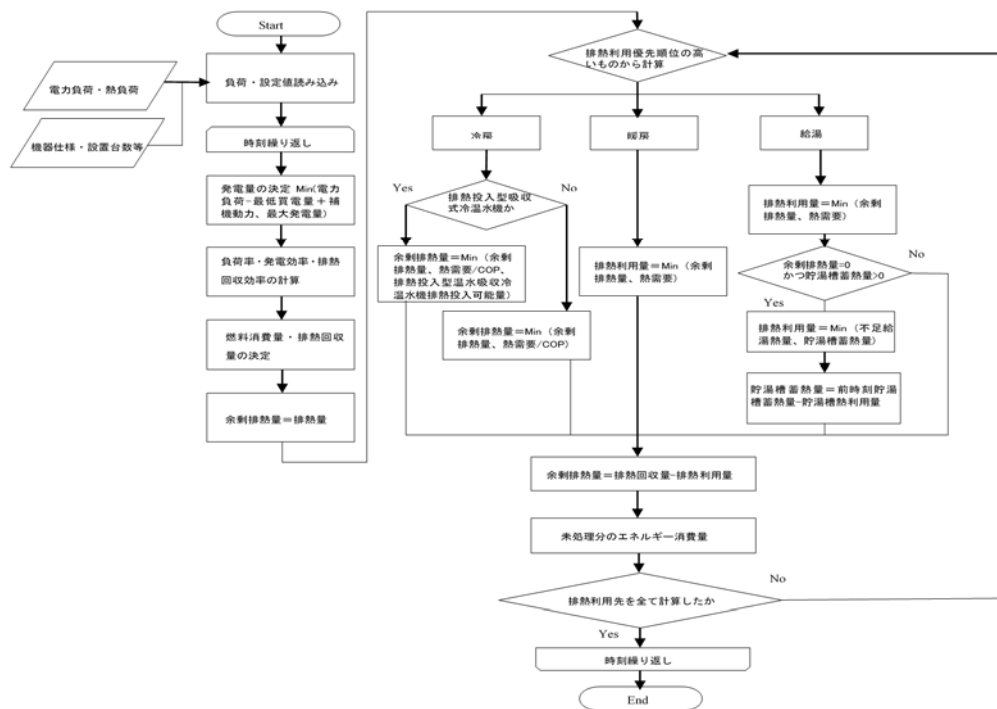 Start
電力負荷・熱負荷
機器仕様・設置台数等
負荷・設定値読み込み
時刻繰り返し
発電量の決定 Min(電力
負荷-最低買電量+補
機動力、最大発電量)
負荷率・発電効率・排熱
回収効率の計算
燃料消費量・排熱回収
量の決定
余剰排熱量=排熱量
排熱利用優先順位の高
いものから計算
冷房
暖房
給湯
Yes
排熱投入型吸収
式冷温水機か
No
余剰排熱量=Min(余剰
排熱量、熱需要/COP、
排熱投入型温水吸収冷
温水機排熱投入可能量)
余剰排熱量=Min(余剰
排熱量、熱需要/COP)
排熱利用量=Min(余剰
排熱量、熱需要)
排熱利用量=Min(余剰
排熱量、熱需要)
余剰排熱量=0
かつ貯湯槽蓄熱量>0
No
Yes
排熱利用量=Min(不足給
湯熱量、貯湯槽蓄熱量)
貯湯槽蓄熱量=前時刻貯湯
槽蓄熱量-貯湯槽熱利用量
余剰排熱量=排熱回収量-排熱利用量
未処理分のエネルギー消費量
排熱利用先を全て計算したか
No
Yes
時刻繰り返し
End